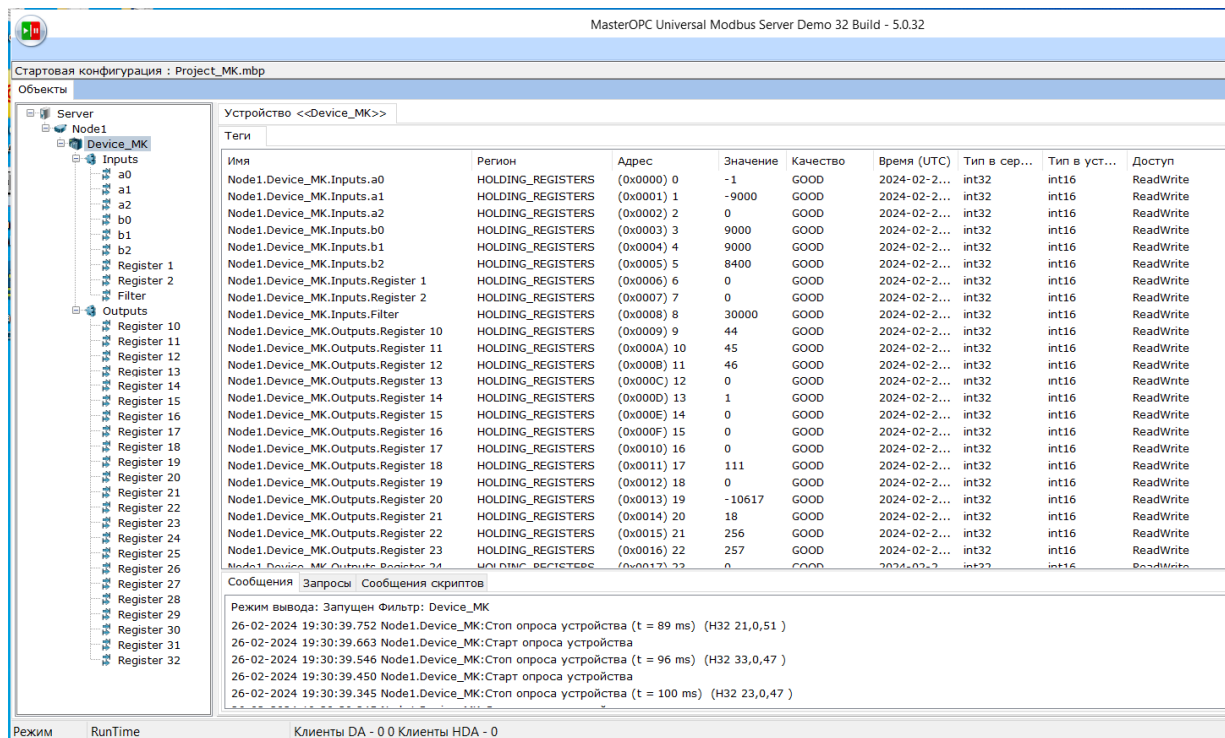 MasterOPC Universal Modbus Server Demo 32 Build - 5.0.32
Стартовая конфигурация : Project_MK.mbp
Объекты
Server
Node1
Device_MK
Inputs
a0
a1
a2
b0
b1
b2
Register 1
Register 2
Filter
Outputs
Register 10
Register 11
Register 12
Register 13
Register 14
Register 15
Register 16
Register 17
Register 18
Register 19
Register 20
Register 21
Register 22
Register 23
Register 24
Register 25
Register 26
Register 27
Register 28
Register 29
Register 30
Register 31
Register 32
Устройство <<Device_MK>>
Теги
Имя Регион Адрес Значение Качество Время (UTC) Тип в сер... Тип в уст... Доступ
Node1.Device_MK.Inputs.a0 HOLDING_REGISTERS (0x0000) 0 -1 GOOD 2024-02-2... int32 int16 ReadWrite
Node1.Device_MK.Inputs.a1 HOLDING_REGISTERS (0x0001) 1 -9000 GOOD 2024-02-2... int32 int16 ReadWrite
Node1.Device_MK.Inputs.a2 HOLDING_REGISTERS (0x0002) 2 0 GOOD 2024-02-2... int32 int16 ReadWrite
Node1.Device_MK.Inputs.b0 HOLDING_REGISTERS (0x0003) 3 9000 GOOD 2024-02-2... int32 int16 ReadWrite
Node1.Device_MK.Inputs.b1 HOLDING_REGISTERS (0x0004) 4 9000 GOOD 2024-02-2... int32 int16 ReadWrite
Node1.Device_MK.Inputs.b2 HOLDING_REGISTERS (0x0005) 5 8400 GOOD 2024-02-2... int32 int16 ReadWrite
Node1.Device_MK.Inputs.Register 1 HOLDING_REGISTERS (0x0006) 6 0 GOOD 2024-02-2... int32 int16 ReadWrite
Node1.Device_MK.Inputs.Register 2 HOLDING_REGISTERS (0x0007) 7 0 GOOD 2024-02-2... int32 int16 ReadWrite
Node1.Device_MK.Inputs.Filter HOLDING_REGISTERS (0x0008) 8 30000 GOOD 2024-02-2... int32 int16 ReadWrite
Node1.Device_MK.Outputs.Register 10 HOLDING_REGISTERS (0x0009) 9 44 GOOD 2024-02-2... int32 int16 ReadWrite
Node1.Device_MK.Outputs.Register 11 HOLDING_REGISTERS (0x000A) 10 45 GOOD 2024-02-2... int32 int16 ReadWrite
Node1.Device_MK.Outputs.Register 12 HOLDING_REGISTERS (0x000B) 11 46 GOOD 2024-02-2... int32 int16 ReadWrite
Node1.Device_MK.Outputs.Register 13 HOLDING_REGISTERS (0x000C) 12 0 GOOD 2024-02-2... int32 int16 ReadWrite
Node1.Device_MK.Outputs.Register 14 HOLDING_REGISTERS (0x000D) 13 1 GOOD 2024-02-2... int32 int16 ReadWrite
Node1.Device_MK.Outputs.Register 15 HOLDING_REGISTERS (0x000E) 14 0 GOOD 2024-02-2... int32 int16 ReadWrite
Node1.Device_MK.Outputs.Register 16 HOLDING_REGISTERS (0x000F) 15 0 GOOD 2024-02-2... int32 int16 ReadWrite
Node1.Device_MK.Outputs.Register 17 HOLDING_REGISTERS (0x0010) 16 0 GOOD 2024-02-2... int32 int16 ReadWrite
Node1.Device_MK.Outputs.Register 18 HOLDING_REGISTERS (0x0011) 17 111 GOOD 2024-02-2... int32 int16 ReadWrite
Node1.Device_MK.Outputs.Register 19 HOLDING_REGISTERS (0x0012) 18 0 GOOD 2024-02-2... int32 int16 ReadWrite
Node1.Device_MK.Outputs.Register 20 HOLDING_REGISTERS (0x0013) 19 -10617 GOOD 2024-02-2... int32 int16 ReadWrite
Node1.Device_MK.Outputs.Register 21 HOLDING_REGISTERS (0x0014) 20 18 GOOD 2024-02-2... int32 int16 ReadWrite
Node1.Device_MK.Outputs.Register 22 HOLDING_REGISTERS (0x0015) 21 256 GOOD 2024-02-2... int32 int16 ReadWrite
Node1.Device_MK.Outputs.Register 23 HOLDING_REGISTERS (0x0016) 22 257 GOOD 2024-02-2... int32 int16 ReadWrite
Node1.Device_MK.Outputs.Register 24 HOLDING_REGISTERS (0x0017) 23 0 GOOD 2024-02-2... int32 int16 ReadWrite
Сообщения Запросы Сообщения скриптов
Режим вывода: Запущен Фильтр: Device_MK
26-02-2024 19:30:39.752 Node1.Device_MK:Стоп опроса устройства (t = 89 ms) (H32 21,0,51 )
26-02-2024 19:30:39.663 Node1.Device_MK:Старт опроса устройства
26-02-2024 19:30:39.546 Node1.Device_MK:Стоп опроса устройства (t = 96 ms) (H32 33,0,47 )
26-02-2024 19:30:39.450 Node1.Device_MK:Старт опроса устройства
26-02-2024 19:30:39.345 Node1.Device_MK:Стоп опроса устройства (t = 100 ms) (H32 23,0,47 )
Режим RunTime Клиенты DA - 0 0 Клиенты HDA - 0